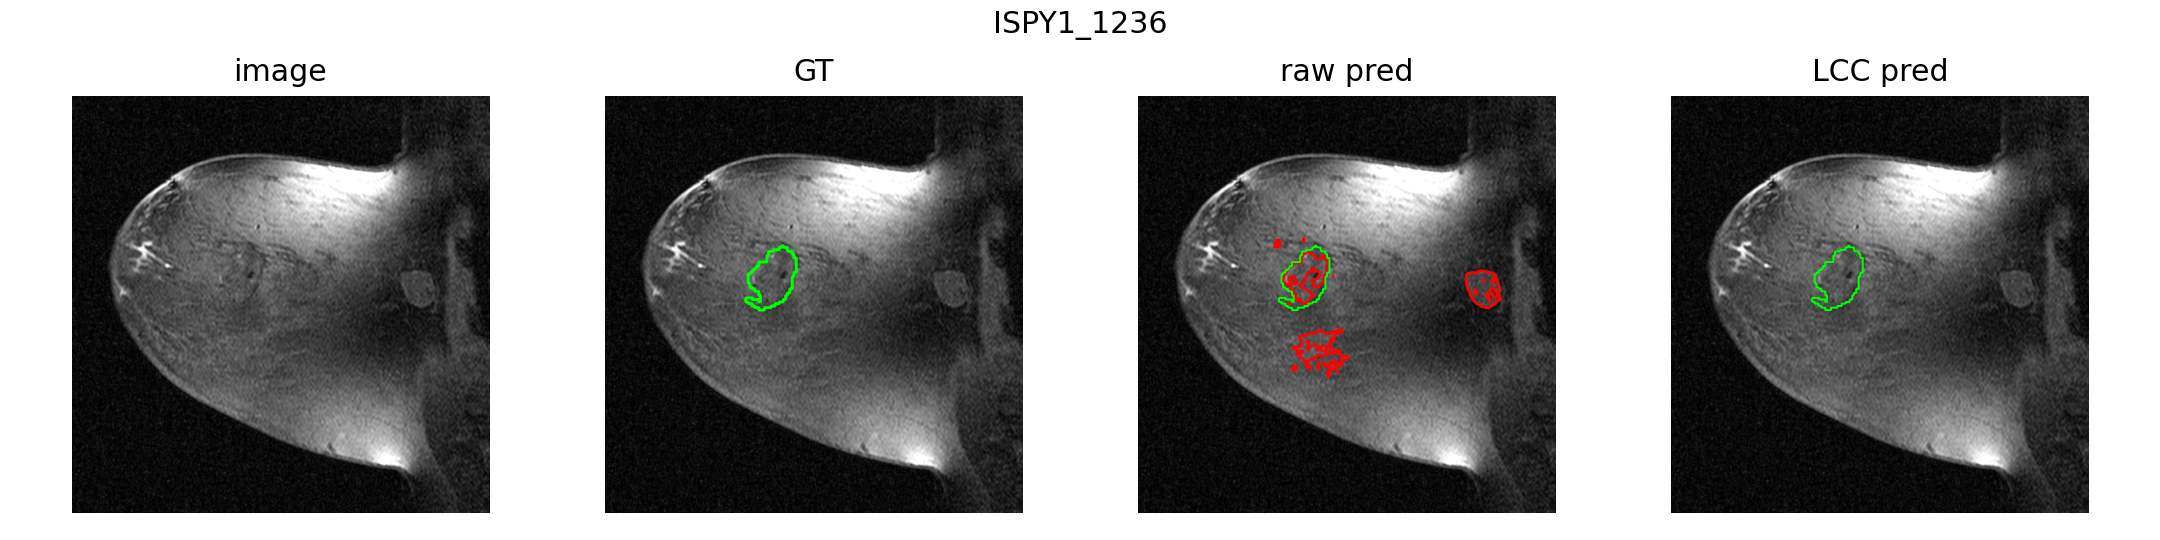 ISPY1_1236
image
GT
raw pred
LCC pred